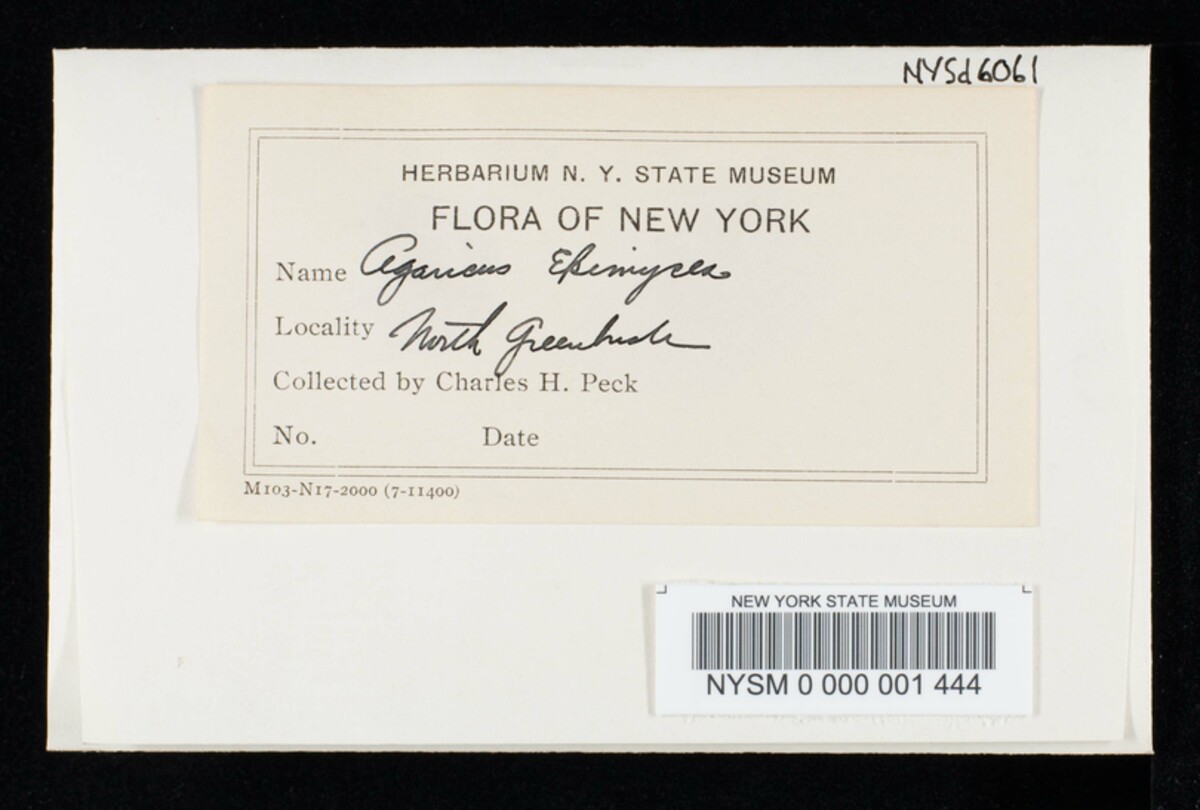 NYSd6061
HERBARIUM N. Y. STATE MUSEUM
FLORA OF NEW YORK
Name Agaricus Epimyces
Locality North Greenbush
Collected by Charles H. Peck
No. Date
M103-N17-2000 (7-11400)
NEW YORK STATE MUSEUM
NYSM 0 000 001 444